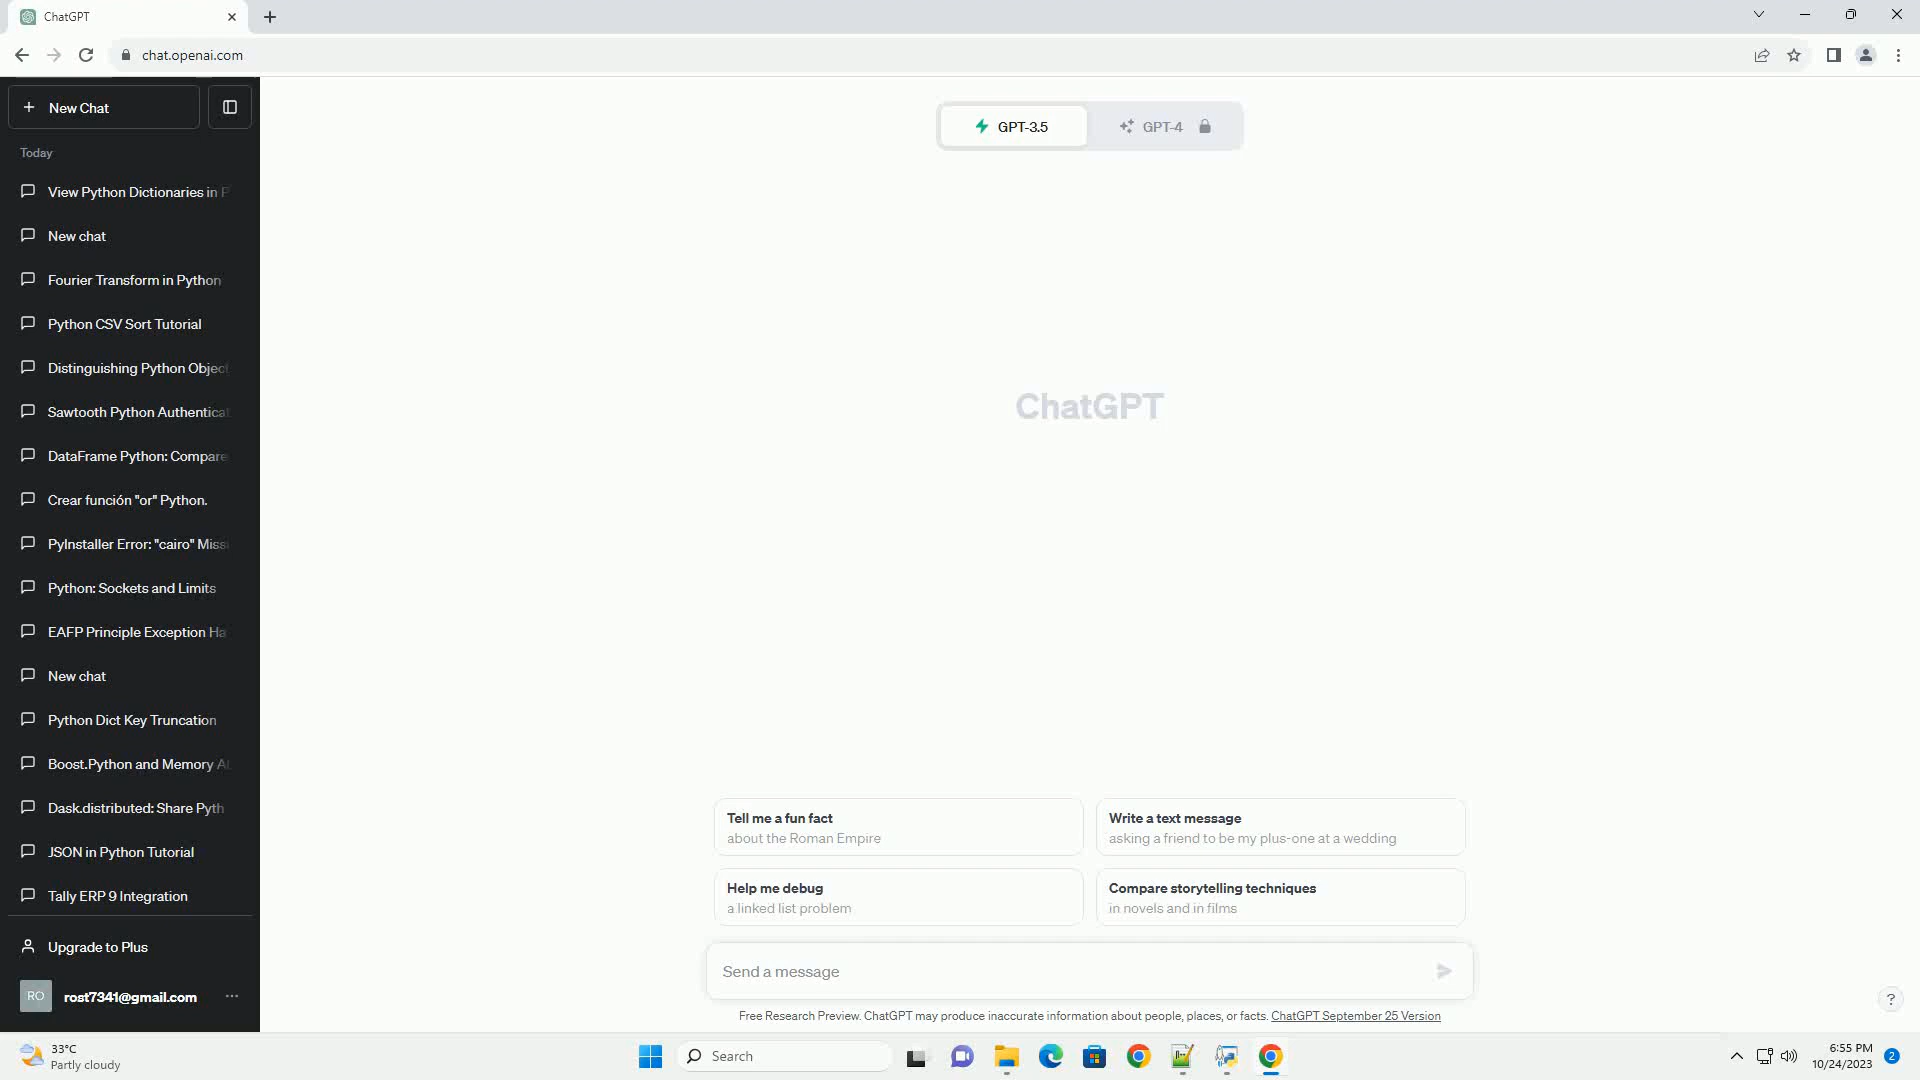 ChatGPT
chat.openai.com
New Chat
Today
View Python Dictionaries in P
New chat
Fourier Transform in Python
Python CSV Sort Tutorial
Distinguishing Python Object
Sawtooth Python Authenticat
DataFrame Python: Compare
Crear función "or" Python.
PyInstaller Error: "cairo" Miss
Python: Sockets and Limits
EAFP Principle Exception Ha
New chat
Python Dict Key Truncation
Boost.Python and Memory Al
Dask.distributed: Share Pyth
JSON in Python Tutorial
Tally ERP 9 Integration
Upgrade to Plus
RO rost7341@gmail.com
GPT-3.5 GPT-4
ChatGPT
Tell me a fun fact
about the Roman Empire
Write a text message
asking a friend to be my plus-one at a wedding
Help me debug
a linked list problem
Compare storytelling techniques
in novels and in films
Send a message
Free Research Preview. ChatGPT may produce inaccurate information about people, places, or facts. ChatGPT September 25 Version
?
33°C
Partly cloudy
Search
6:55 PM
10/24/2023
2